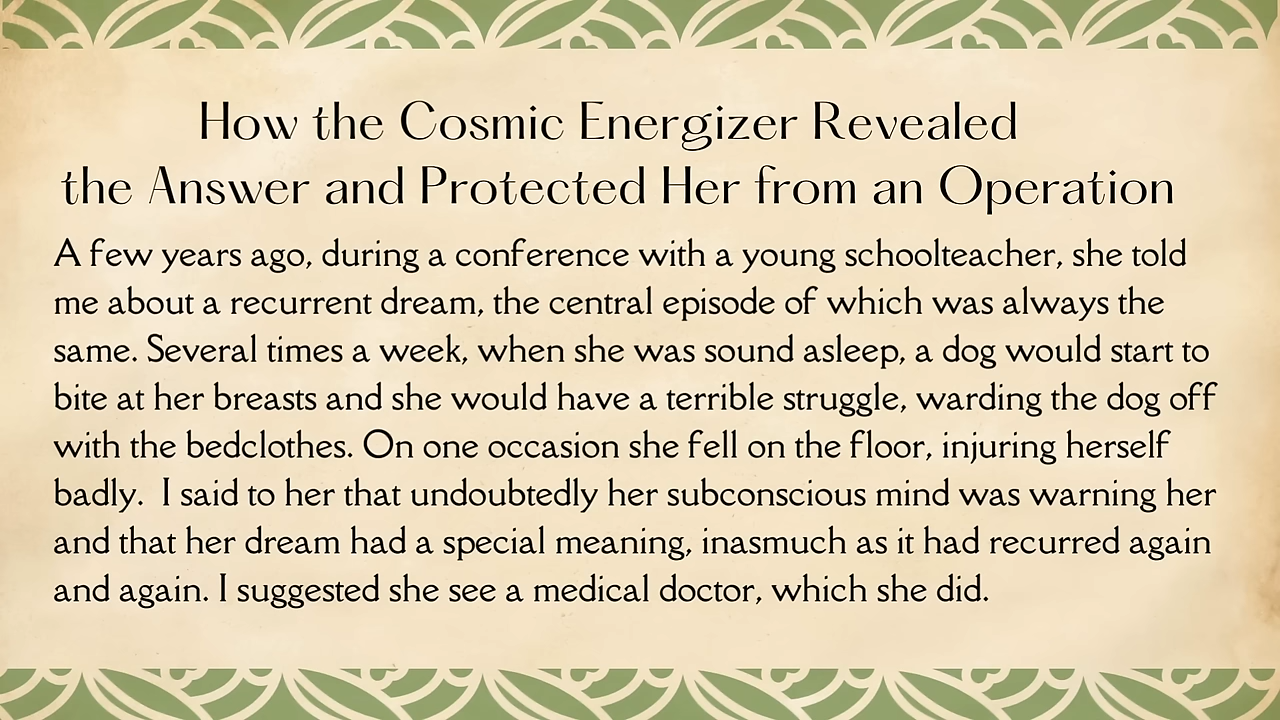 How the Cosmic Energizer Revealed
the Answer and Protected Her from an Operation
A few years ago, during a conference with a young schoolteacher, she told
me about a recurrent dream, the central episode of which was always the
same. Several times a week, when she was sound asleep, a dog would start to
bite at her breasts and she would have a terrible struggle, warding the dog off
with the bedclothes. On one occasion she fell on the floor, injuring herself
badly.  I said to her that undoubtedly her subconscious mind was warning her
and that her dream had a special meaning, inasmuch as it had recurred again
and again. I suggested she see a medical doctor, which she did.